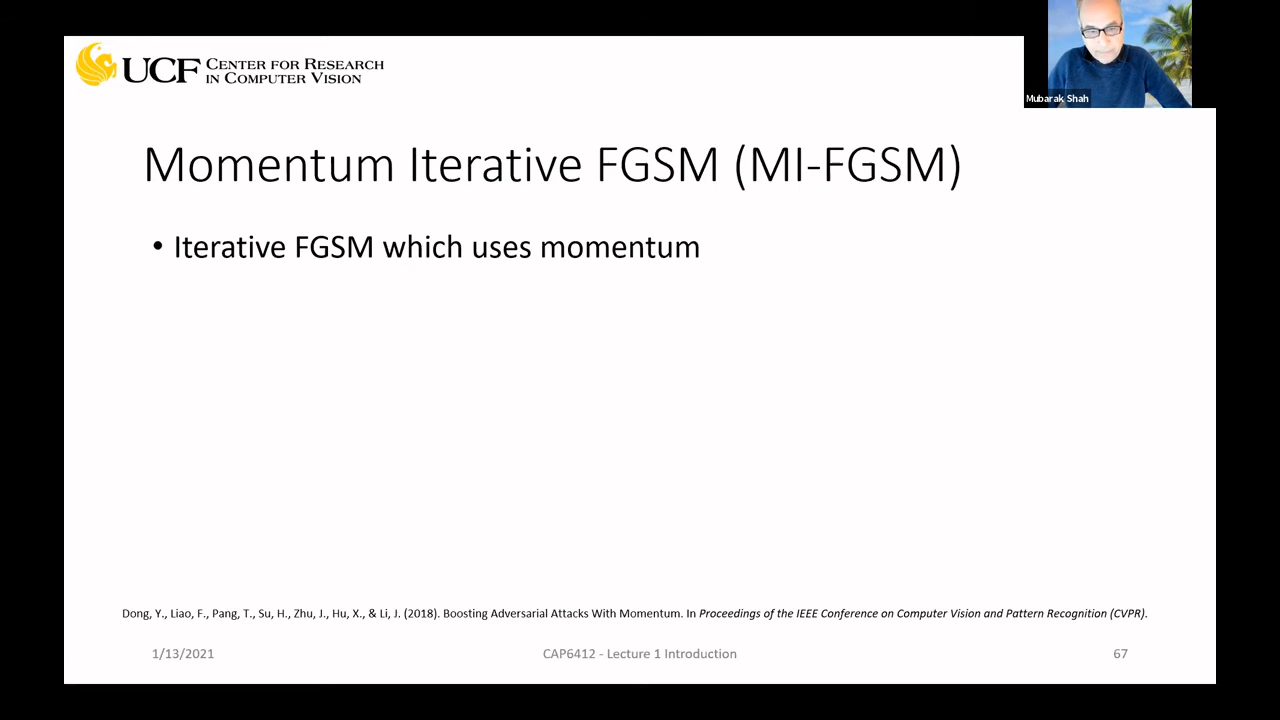 UCF CENTER FOR RESEARCH
IN COMPUTER VISION
Mubarak Shah
Momentum Iterative FGSM (MI-FGSM)
• Iterative FGSM which uses momentum
Dong, Y., Liao, F., Pang, T., Su, H., Zhu, J., Hu, X., & Li, J. (2018). Boosting Adversarial Attacks With Momentum. In Proceedings of the IEEE Conference on Computer Vision and Pattern Recognition (CVPR).
1/13/2021 CAP6412 - Lecture 1 Introduction 67